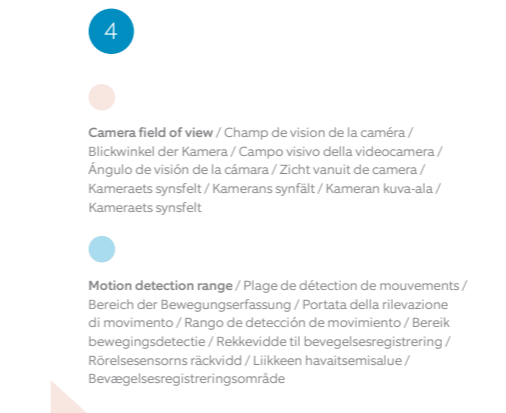 4
Camera field of view / Champ de vision de la caméra /
Blickwinkel der Kamera / Campo visivo della videocamera /
Ángulo de visión de la cámara / Zicht vanuit de camera /
Kameraets synsfelt / Kamerans synfält / Kameran kuva-ala /
Kameraets synsfelt
Motion detection range / Plage de détection de mouvements /
Bereich der Bewegungserfassung / Portata della rilevazione
di movimento / Rango de detección de movimiento / Bereik
bewegingsdetectie / Rekkevidde til bevegelsesregistrering /
Rörelsesensorns räckvidd / Liikkeen havaitsemisalue /
Bevægelsesregistreringsområde